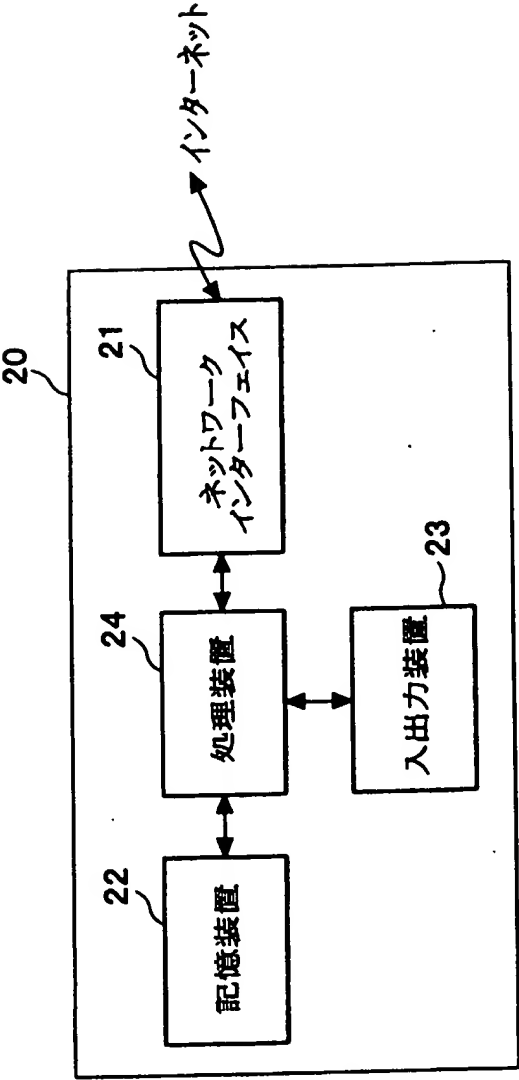 20
22
記憶装置
24
処理装置
21
ネットワーク
インターフェイス
インターネット
23
入出力装置